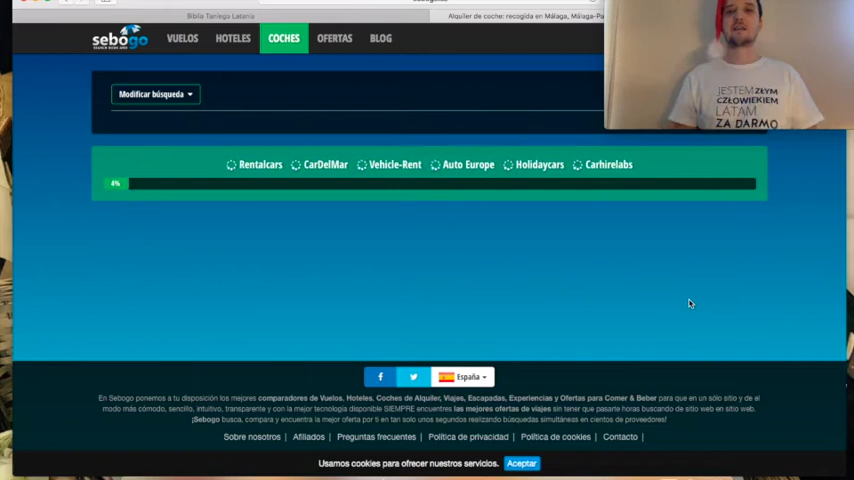 Biblio Taniego Latania
Alquiler de coche: recogida en Málaga, Málaga-Pa
sebogo
VUELOS HOTELES COCHES OFERTAS BLOG
JESTEM ZŁYM
CZŁOWIEKIEM
LATAM
ZA DARMO
Modificar búsqueda
Rentalcars CarDelMar Vehicle-Rent Auto Europe Holidaycars Carhirelabs
4%
España
En Sebogo ponemos a tu disposición los mejores comparadores de Vuelos, Hoteles, Coches de Alquiler, Viajes, Escapadas, Experiencias y Ofertas para Comer & Beber para que en un sólo sitio y de el
modo más cómodo, sencillo, intuitivo, transparente y con la mejor tecnología disponible SIEMPRE encuentres las mejores ofertas de viajes sin tener que pasarte horas buscando de sitio web en sitio web.
¡Sebogo busca, compara y encuentra la mejor oferta por ti en tan solo unos segundos realizando búsquedas simultáneas en cientos de proveedores!
Sobre nosotros | Afiliados | Preguntas frecuentes | Política de privacidad | Política de cookies | Contacto |
Usamos cookies para ofrecer nuestros servicios. Aceptar